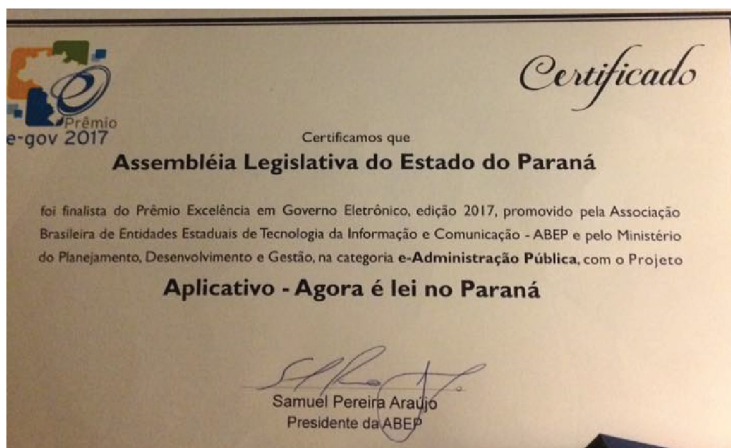 Prêmio
e-gov 2017
Certificado
Certificamos que
Assembléia Legislativa do Estado do Paraná
foi finalista do Prêmio Excelência em Governo Eletrônico, edição 2017, promovido pela Associação
Brasileira de Entidades Estaduais de Tecnologia da Informação e Comunicação - ABEP e pelo Ministério
do Planejamento, Desenvolvimento e Gestão, na categoria e-Administração Pública, com o Projeto
Aplicativo - Agora é lei no Paraná
Samuel Pereira Araújo
Presidente da ABEP